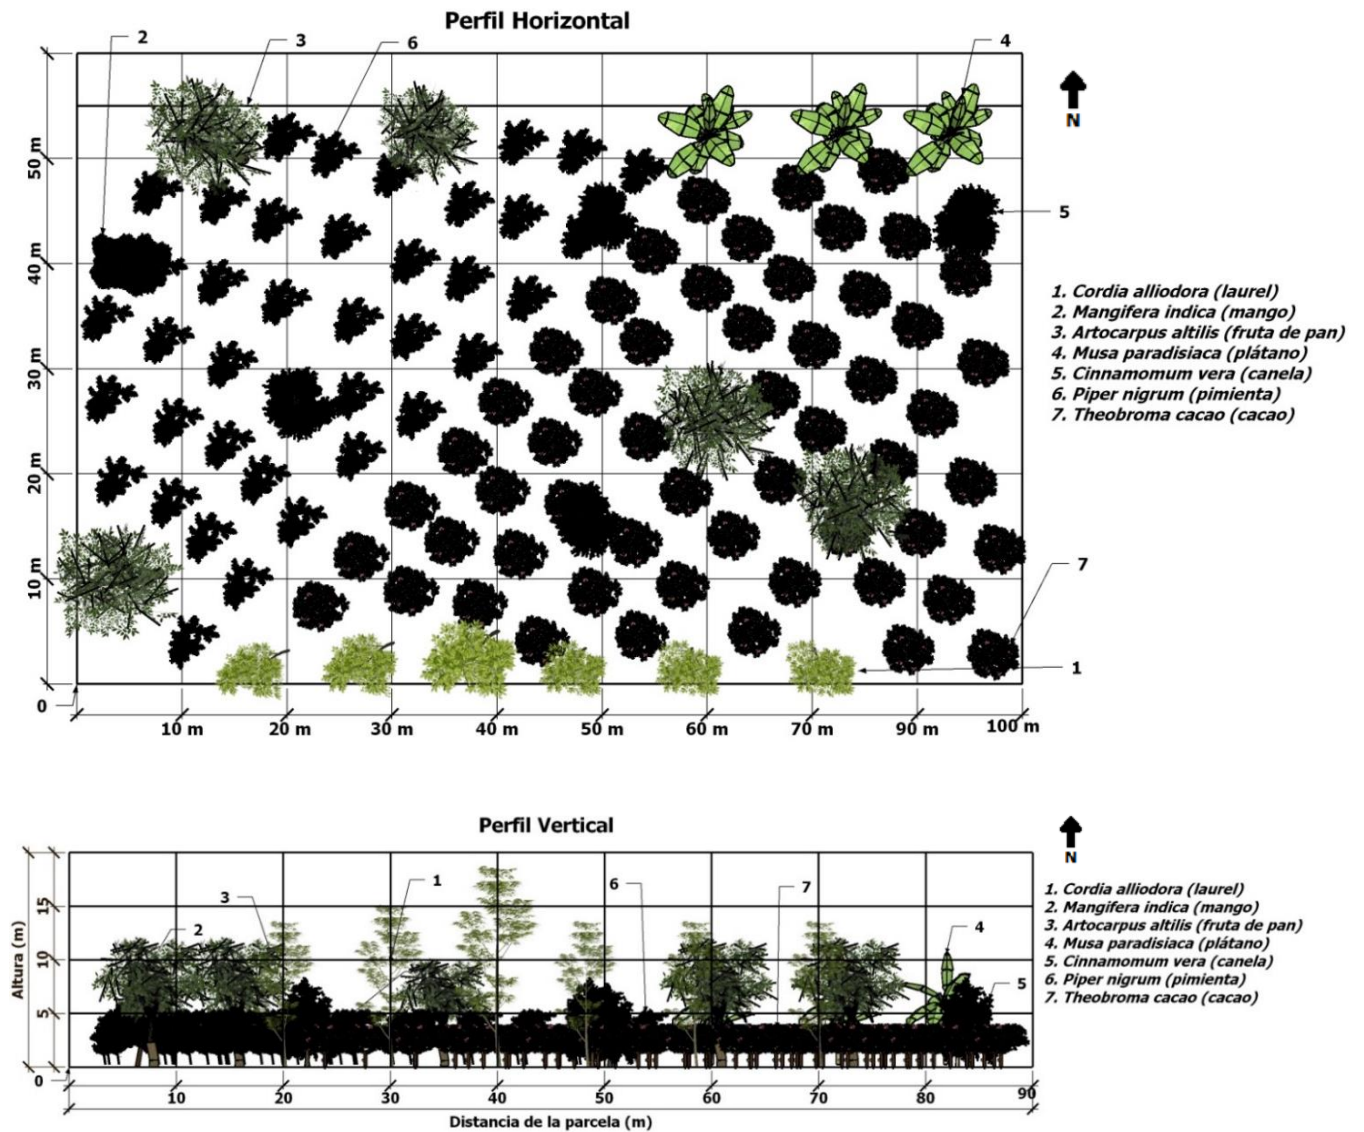 Perfil Horizontal
2
3
6
4
N
50 m
40 m
30 m
20 m
10 m
0
5
7
1
1. Cordia alliodora (laurel)
2. Mangifera indica (mango)
3. Artocarpus altilis (fruta de pan)
4. Musa paradisiaca (plátano)
5. Cinnamomum vera (canela)
6. Piper nigrum (pimienta)
7. Theobroma cacao (cacao)
10 m 20 m 30 m 40 m 50 m 60 m 70 m 80 m 90 m 100 m
Perfil Vertical
N
Altura (m)
15
10
5
0
3
2
1
6
7
4
5
1. Cordia alliodora (laurel)
2. Mangifera indica (mango)
3. Artocarpus altilis (fruta de pan)
4. Musa paradisiaca (plátano)
5. Cinnamomum vera (canela)
6. Piper nigrum (pimienta)
7. Theobroma cacao (cacao)
10 20 30 40 50 60 70 80 90
Distancia de la parcela (m)